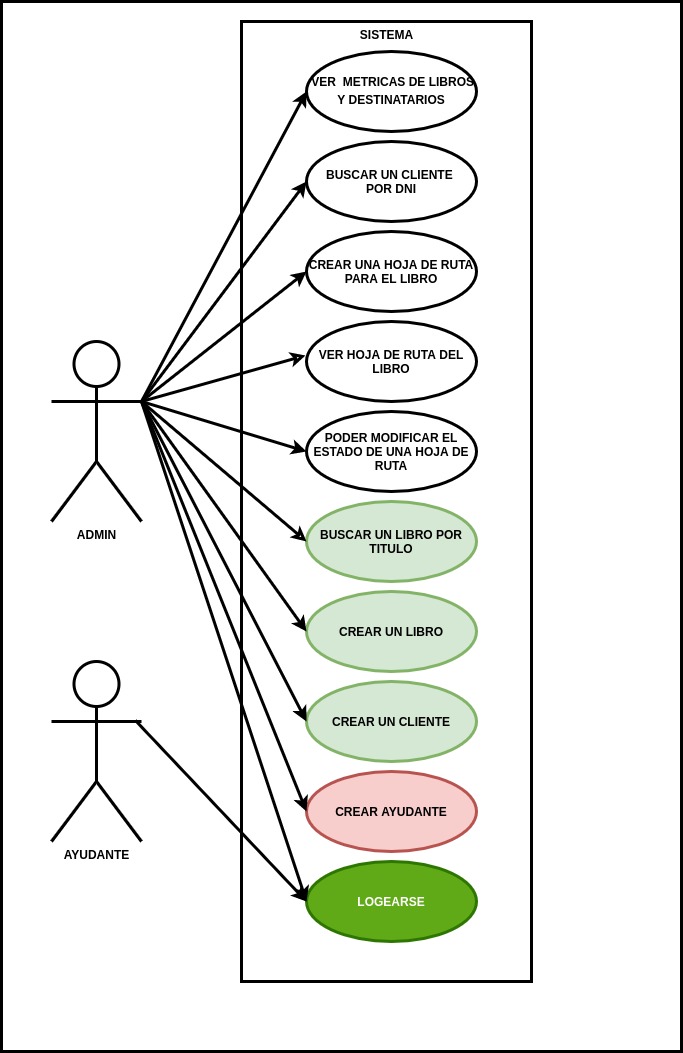 SISTEMA
VER  METRICAS DE LIBROS
Y DESTINATARIOS
BUSCAR UN CLIENTE
POR DNI
CREAR UNA HOJA DE RUTA
PARA EL LIBRO
VER HOJA DE RUTA DEL
LIBRO
PODER MODIFICAR EL
ESTADO DE UNA HOJA DE
RUTA
BUSCAR UN LIBRO POR
TITULO
CREAR UN LIBRO
CREAR UN CLIENTE
CREAR AYUDANTE
LOGEARSE
ADMIN
AYUDANTE